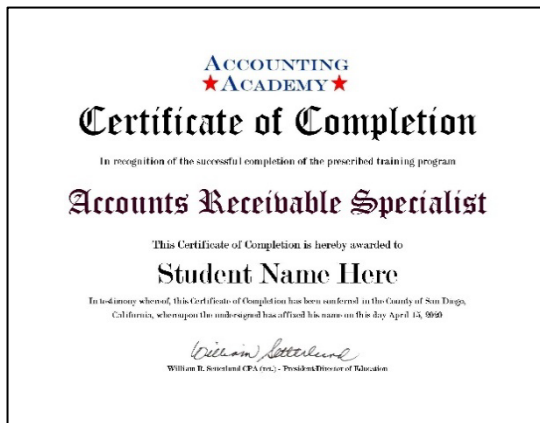 ACCOUNTING
★ACADEMY★
Certificate of Completion
In recognition of the successful completion of the prescribed training program
Accounts Receivable Specialist
This Certificate of Completion is hereby awarded to
Student Name Here
In testimony whereof, this Certificate of Completion has been conferred in the County of San Diego,
California, whereupon the undersigned has affixed his name on this day April 15, 2020
William Setterlund
William R. Setterlund CPA (ret.) - President/Director of Education